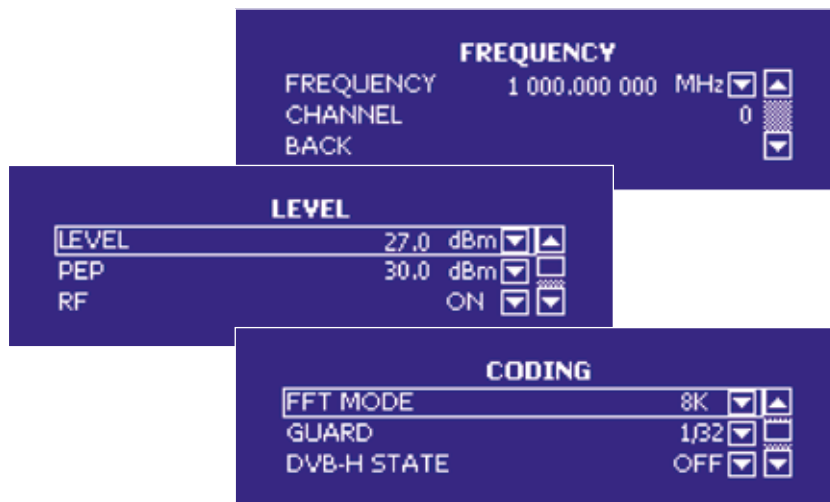 FREQUENCY
FREQUENCY 1 000.000 000 MHz
CHANNEL 0
BACK
LEVEL
LEVEL 27.0 dBm
PEP 30.0 dBm
RF ON
CODING
FFT MODE 8K
GUARD 1/32
DVB-H STATE OFF